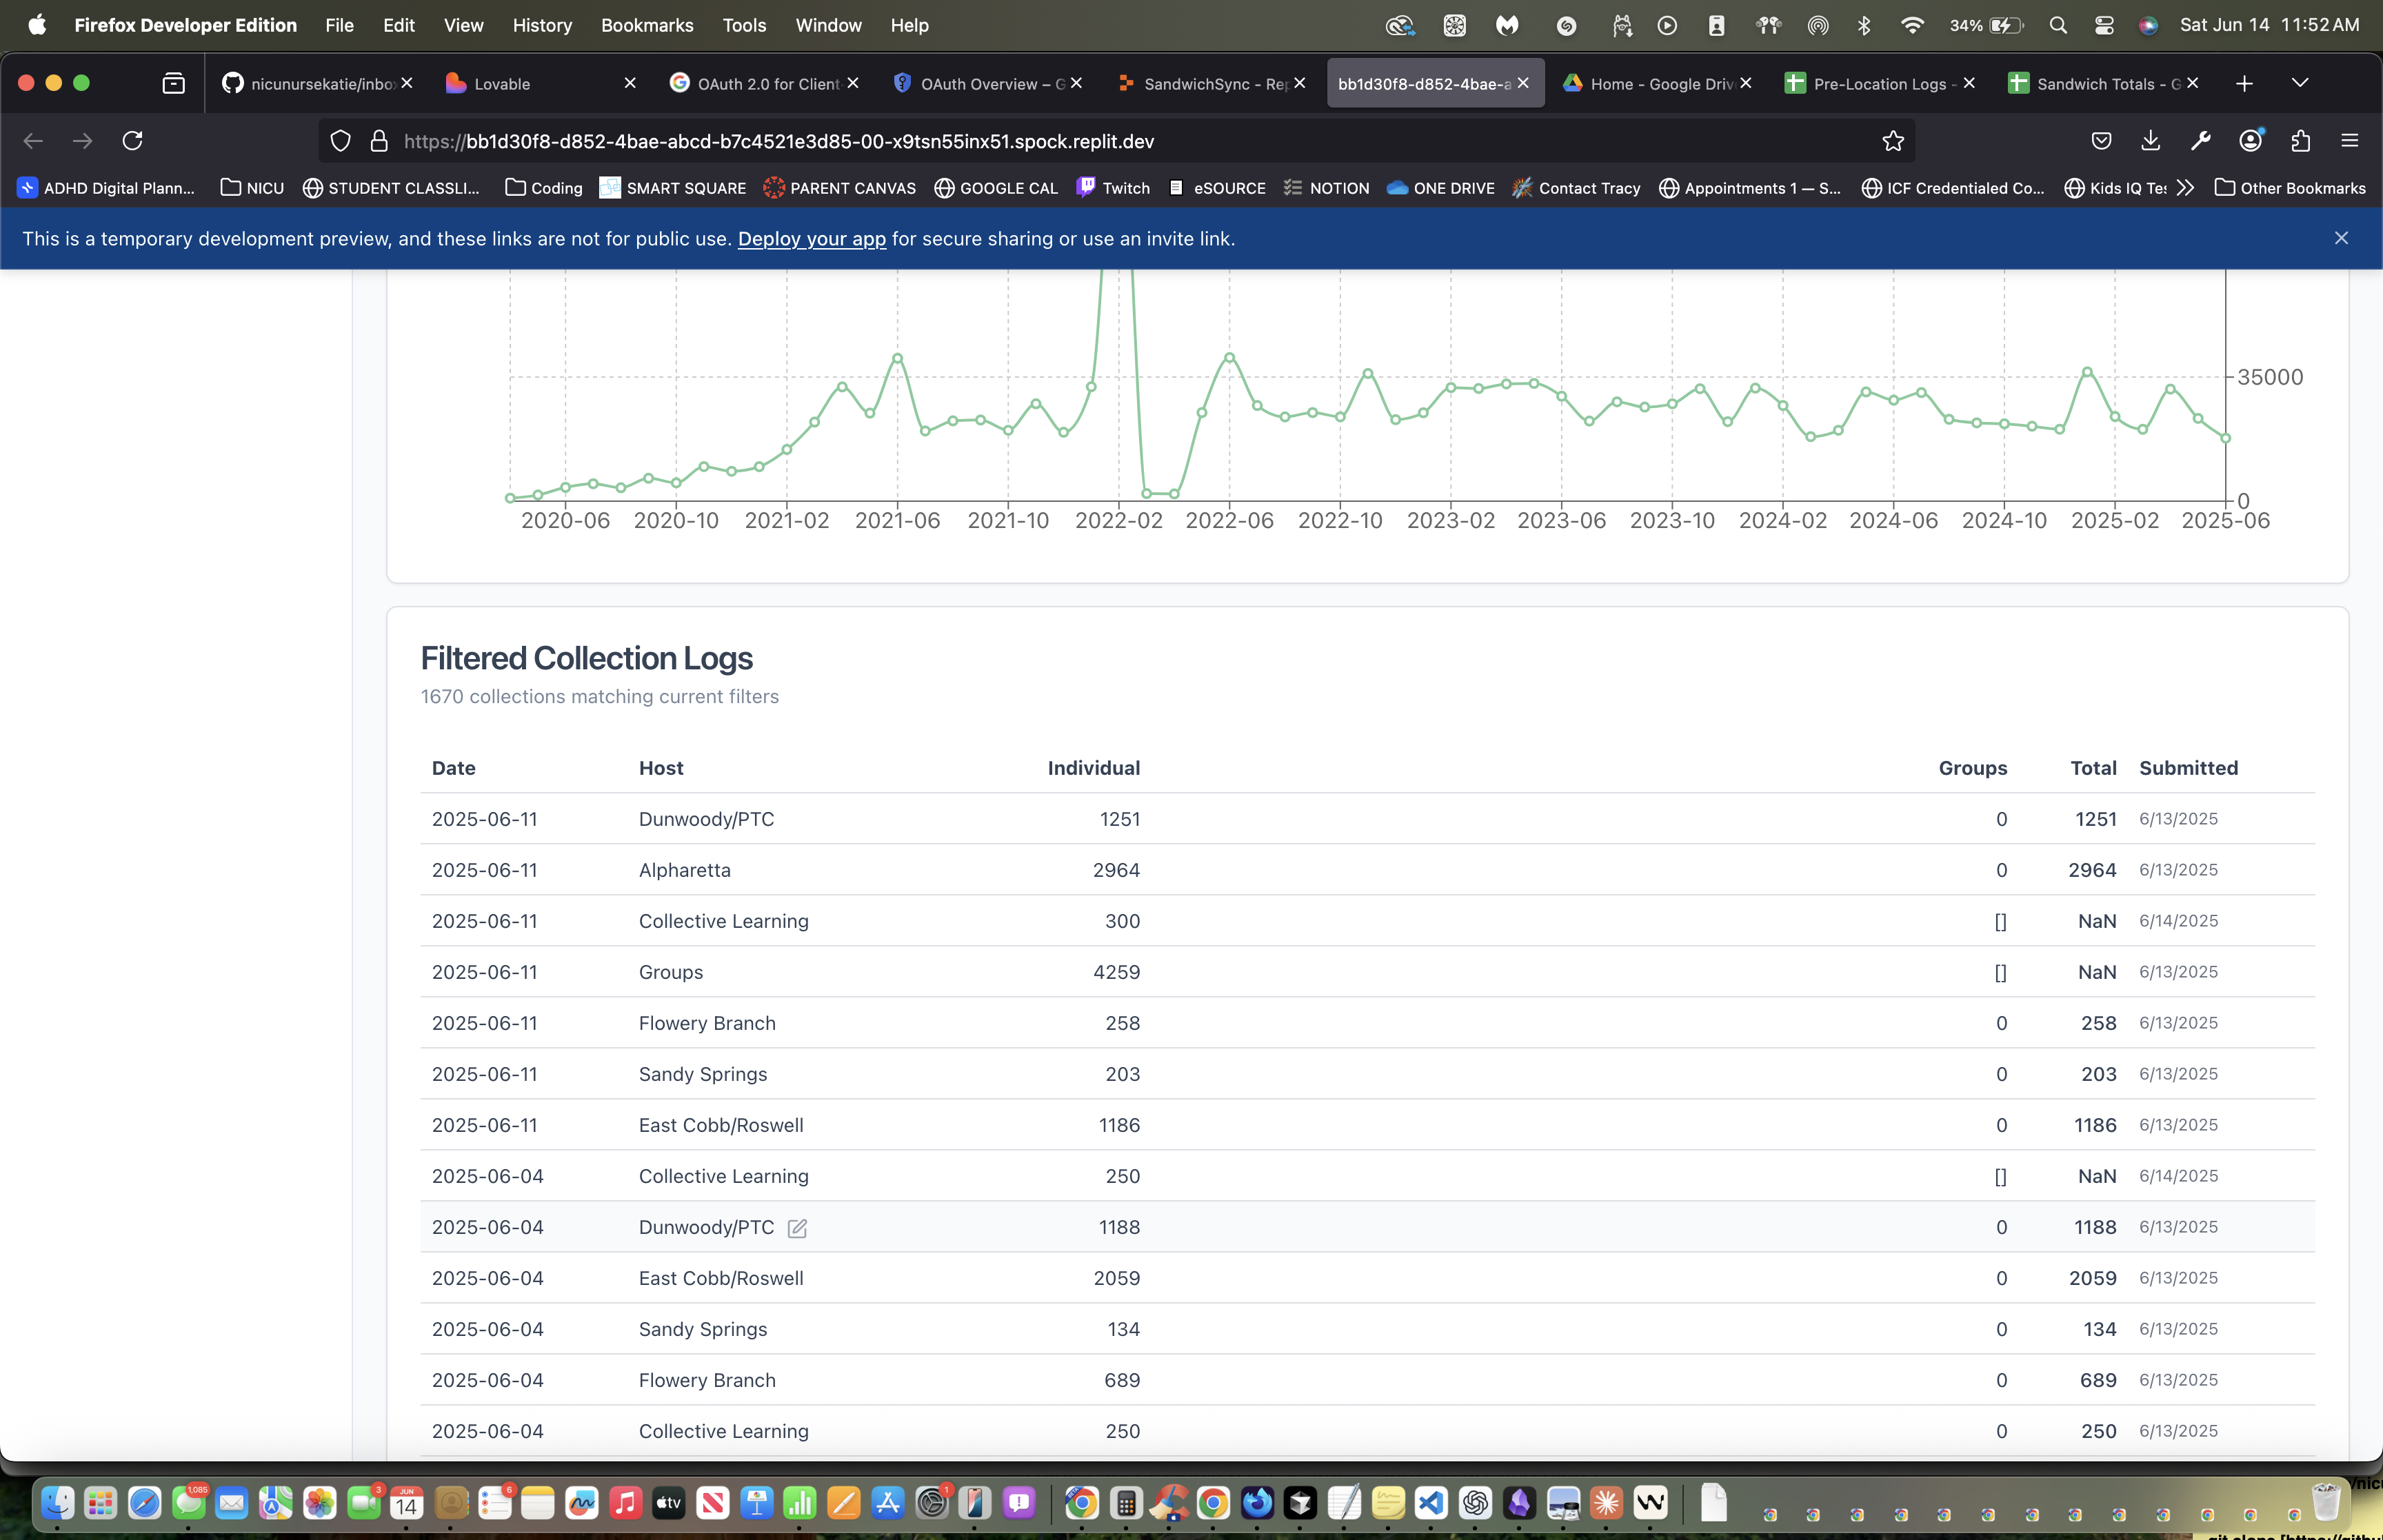 Firefox Developer Edition File Edit View History Bookmarks Tools Window Help 34% Sat Jun 14 11:52 AM
nicunursekatie/inbo Lovable OAuth 2.0 for Client OAuth Overview – G SandwichSync - Rep bb1d30f8-d852-4bae-a Home - Google Driv Pre-Location Logs - Sandwich Totals - G
https://bb1d30f8-d852-4bae-abcd-b7c4521e3d85-00-x9tsn55inx51.spock.replit.dev
ADHD Digital Plann... NICU STUDENT CLASSLI... Coding SMART SQUARE PARENT CANVAS GOOGLE CAL Twitch eSOURCE NOTION ONE DRIVE Contact Tracy Appointments 1 — S... ICF Credentialed Co... Kids IQ Tes Other Bookmarks
This is a temporary development preview, and these links are not for public use. Deploy your app for secure sharing or use an invite link.
35000
0
2020-06 2020-10 2021-02 2021-06 2021-10 2022-02 2022-06 2022-10 2023-02 2023-06 2023-10 2024-02 2024-06 2024-10 2025-02 2025-06
Filtered Collection Logs
1670 collections matching current filters
Date Host Individual Groups Total Submitted
2025-06-11 Dunwoody/PTC 1251 0 1251 6/13/2025
2025-06-11 Alpharetta 2964 0 2964 6/13/2025
2025-06-11 Collective Learning 300 [] NaN 6/14/2025
2025-06-11 Groups 4259 [] NaN 6/13/2025
2025-06-11 Flowery Branch 258 0 258 6/13/2025
2025-06-11 Sandy Springs 203 0 203 6/13/2025
2025-06-11 East Cobb/Roswell 1186 0 1186 6/13/2025
2025-06-04 Collective Learning 250 [] NaN 6/14/2025
2025-06-04 Dunwoody/PTC 1188 0 1188 6/13/2025
2025-06-04 East Cobb/Roswell 2059 0 2059 6/13/2025
2025-06-04 Sandy Springs 134 0 134 6/13/2025
2025-06-04 Flowery Branch 689 0 689 6/13/2025
2025-06-04 Collective Learning 250 0 250 6/13/2025
1,085 3 JUN 14 6 tv 1
/nicu